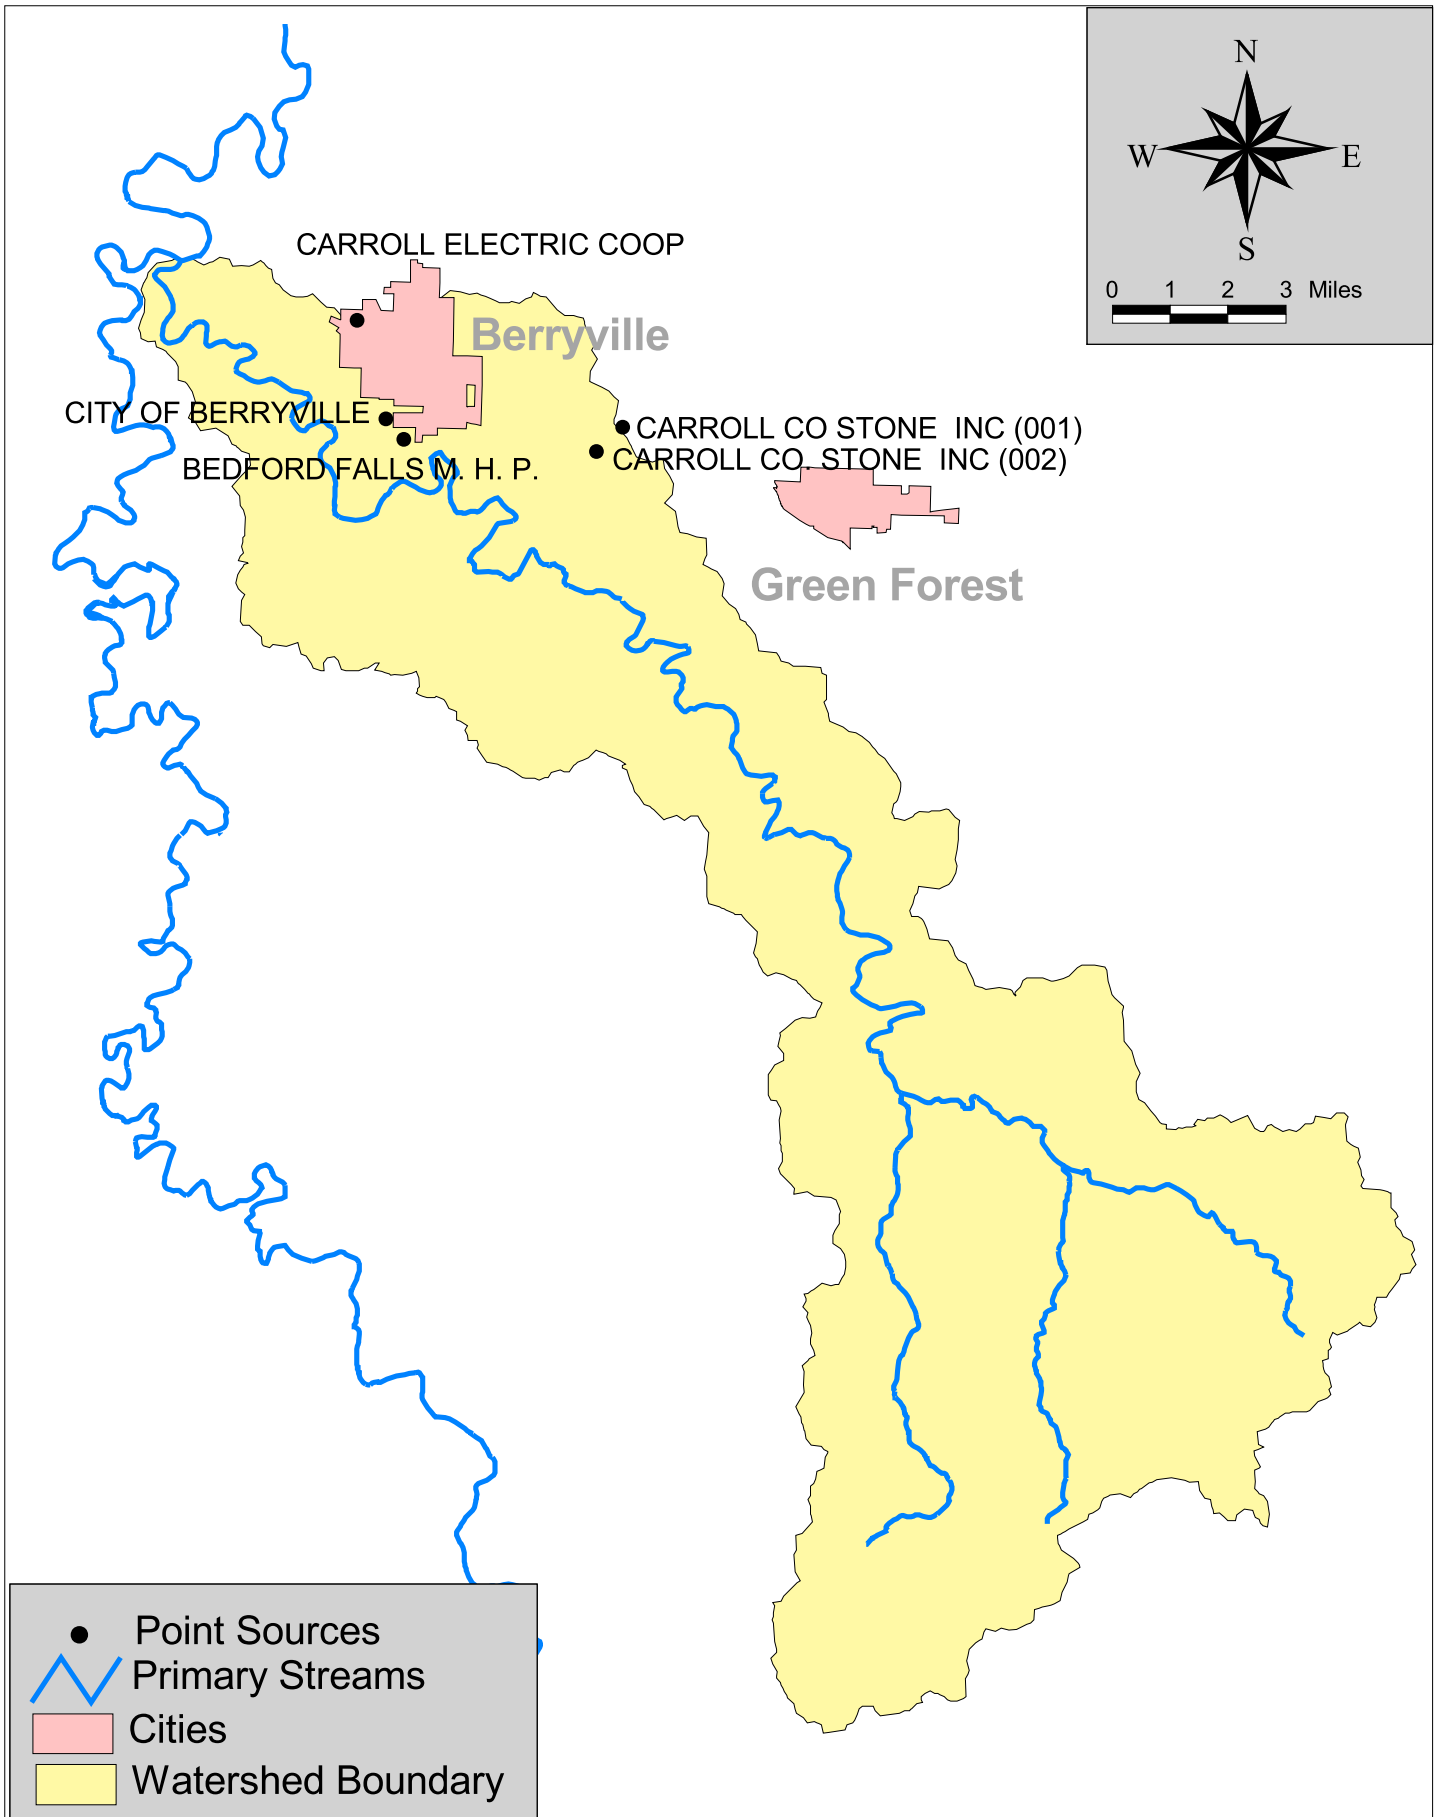 N
W E
S
0 1 2 3 Miles
CARROLL ELECTRIC COOP
Berryville
CITY OF BERRYVILLE
CARROLL CO STONE INC (001)
CARROLL CO. STONE INC (002)
BEDFORD FALLS M. H. P.
Green Forest
Point Sources
Primary Streams
Cities
Watershed Boundary